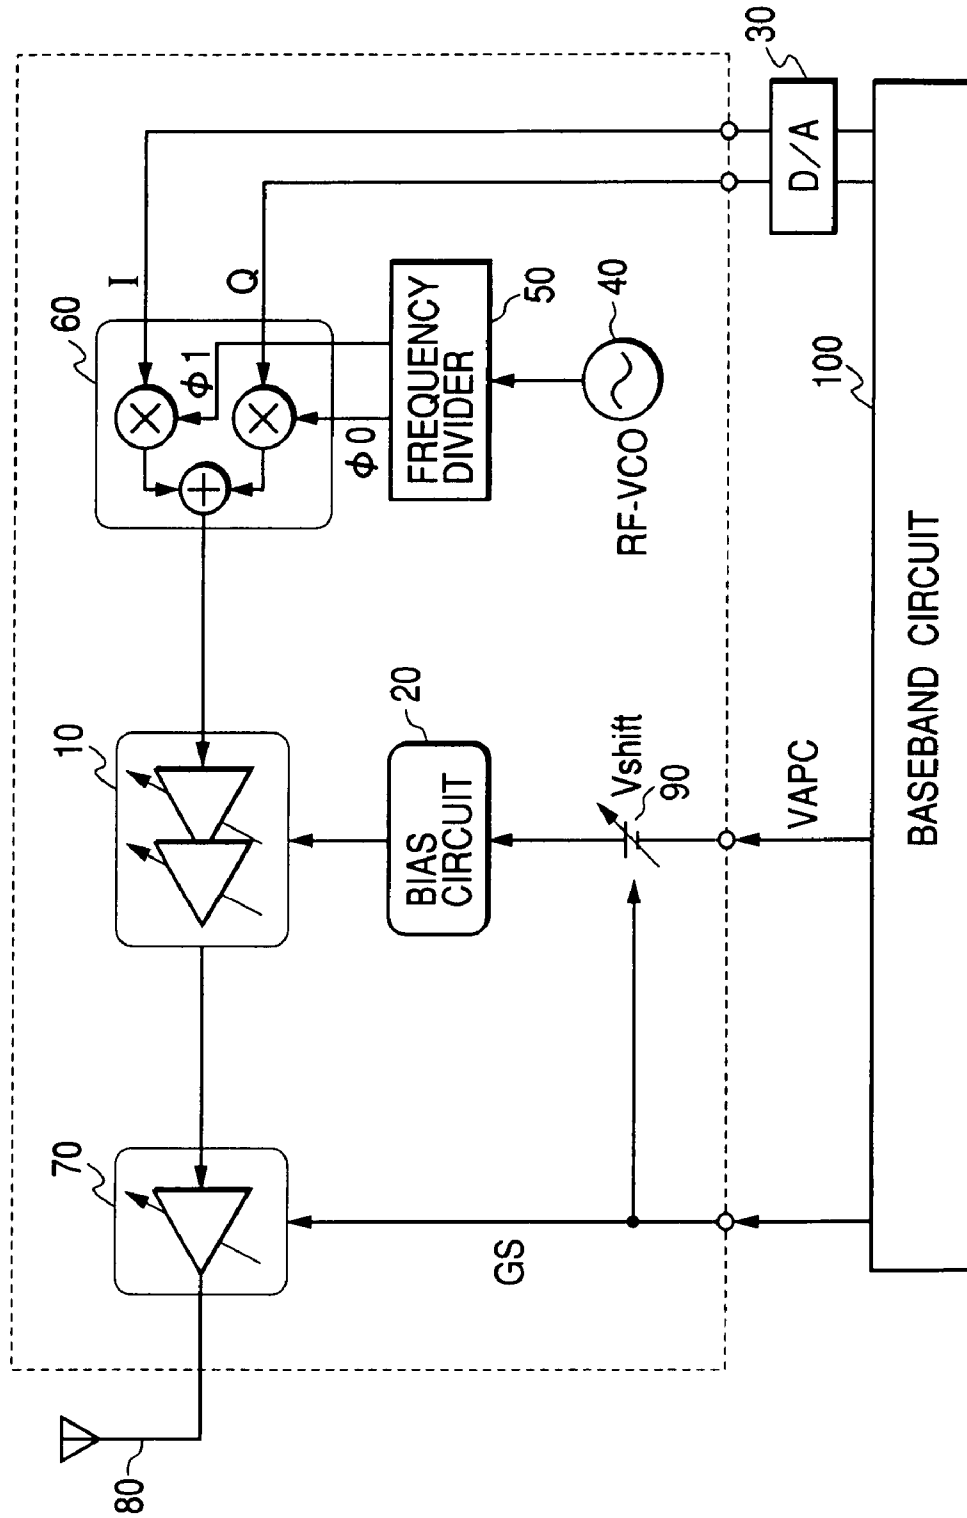 30
D/A
60
I
Q
ϕ1
ϕ0
FREQUENCY
DIVIDER
50
40
RF-VCO
100
10
20
BIAS
CIRCUIT
Vshift
90
VAPC
BASEBAND CIRCUIT
70
GS
80